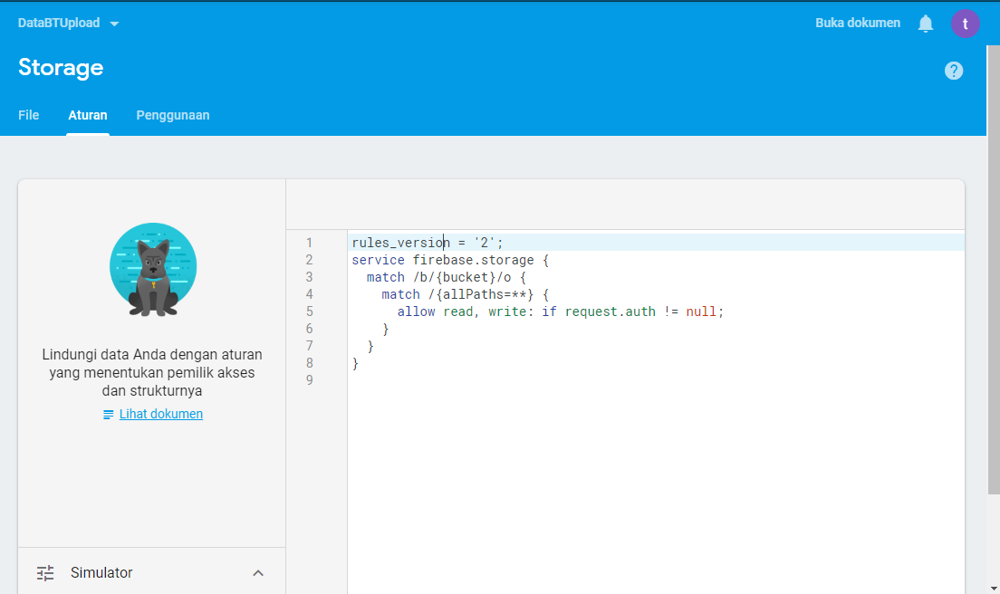 DataBTUpload
Buka dokumen
t
Storage
?
File
Aturan
Penggunaan
Lindungi data Anda dengan aturan
yang menentukan pemilik akses
dan strukturnya
Lihat dokumen
Simulator
1 rules_version = '2';
2 service firebase.storage {
3 match /b/{bucket}/o {
4 match /{allPaths=**} {
5 allow read, write: if request.auth != null;
6 }
7 }
8 }
9